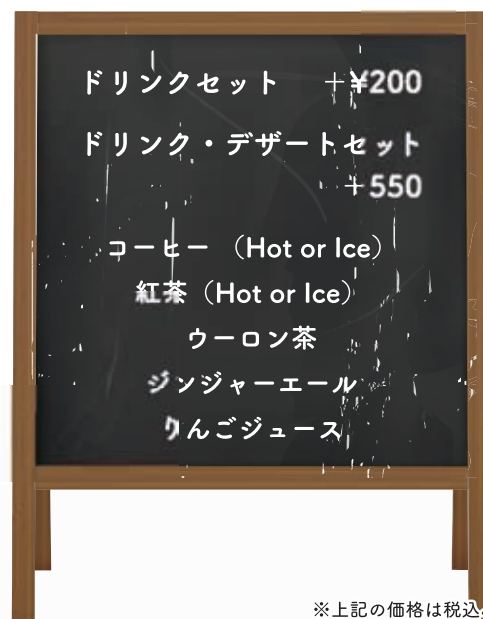 ドリンクセット　＋¥200
ドリンク・デザートセット
＋550
コーヒー （Hot or Ice）
紅茶（Hot or Ice）
ウーロン茶
ジンジャーエール
りんごジュース
※上記の価格は税込